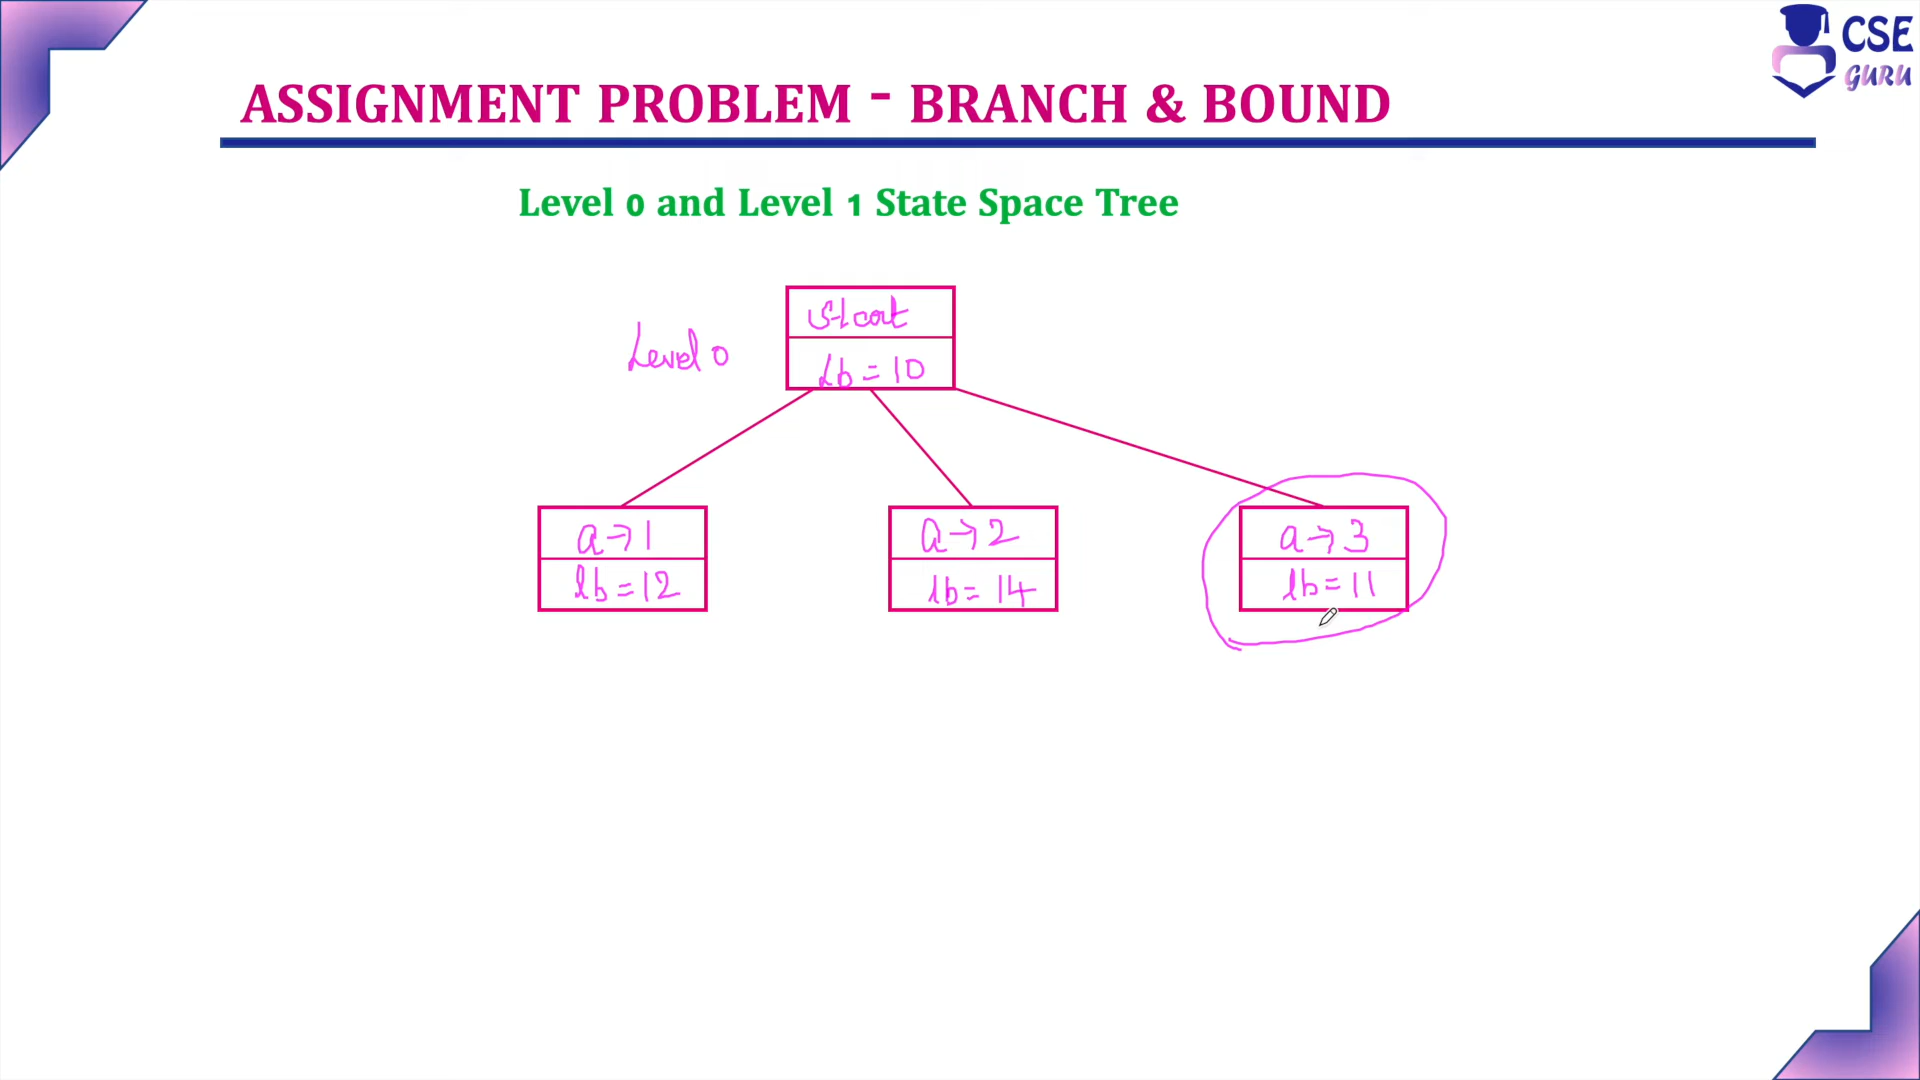 CSE
GURU
ASSIGNMENT PROBLEM - BRANCH & BOUND
Level 0 and Level 1 State Space Tree
Start
Level 0
Lb = 10
a→1
a→2
a→3
lb=12
lb= 14
lb=11